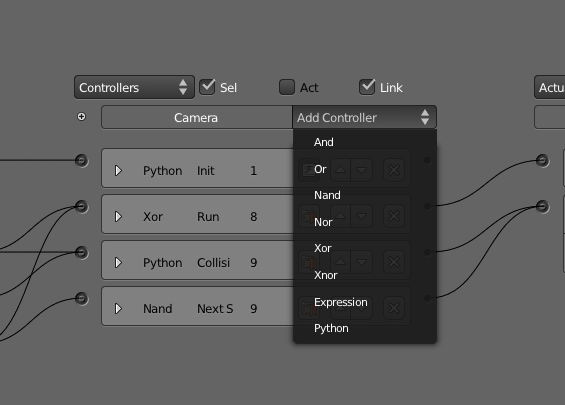 Controllers Sel Act Link Actu
Camera Add Controller
And
Python Init 1 Or
Nand
Xor Run 8 Nor
Xor
Python Collisi 9 Xnor
Expression
Nand Next S 9
Python